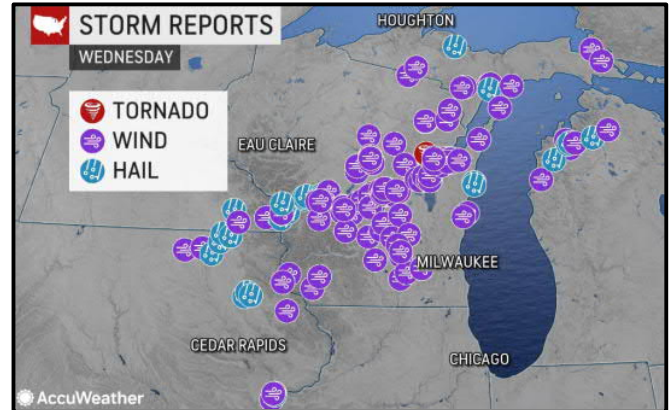 STORM REPORTS
WEDNESDAY
TORNADO
WIND
HAIL
HOUGHTON
EAU CLAIRE
MILWAUKEE
CEDAR RAPIDS
CHICAGO
AccuWeather